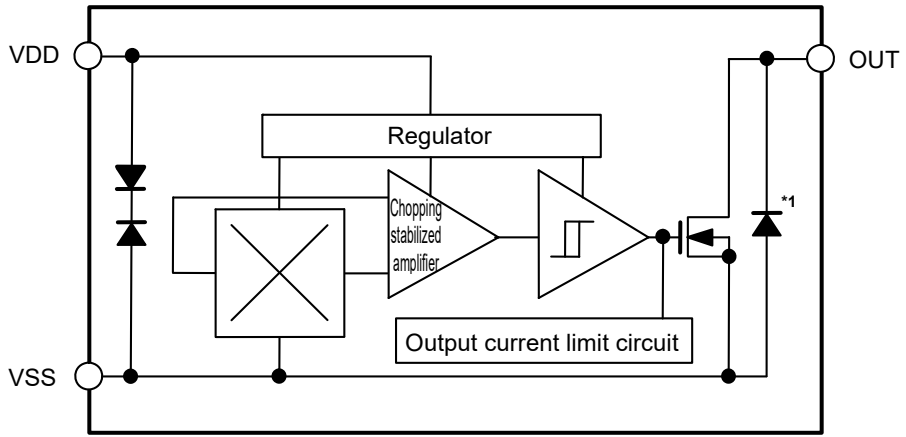 VDD
OUT
Regulator
*1
Chopping
stabilized
amplifier
Output current limit circuit
VSS